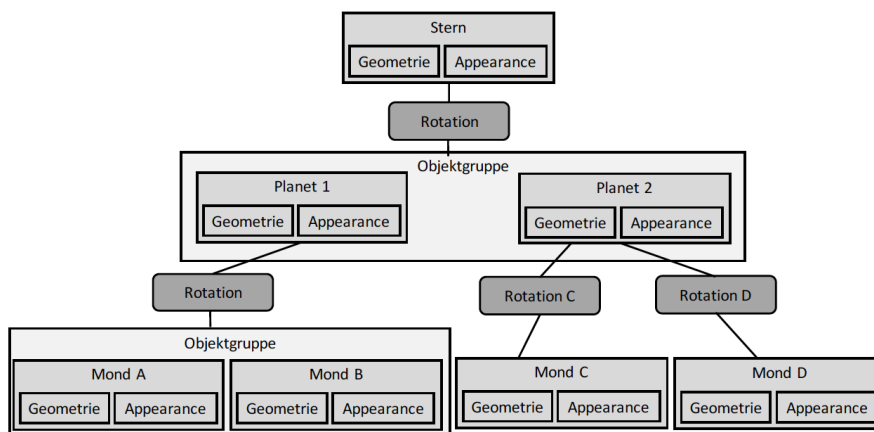 Stern
Geometrie Appearance
Rotation
Objektgruppe
Planet 1 Planet 2
Geometrie Appearance Geometrie Appearance
Rotation Rotation C Rotation D
Objektgruppe
Mond A Mond B Mond C Mond D
Geometrie Appearance Geometrie Appearance Geometrie Appearance Geometrie Appearance